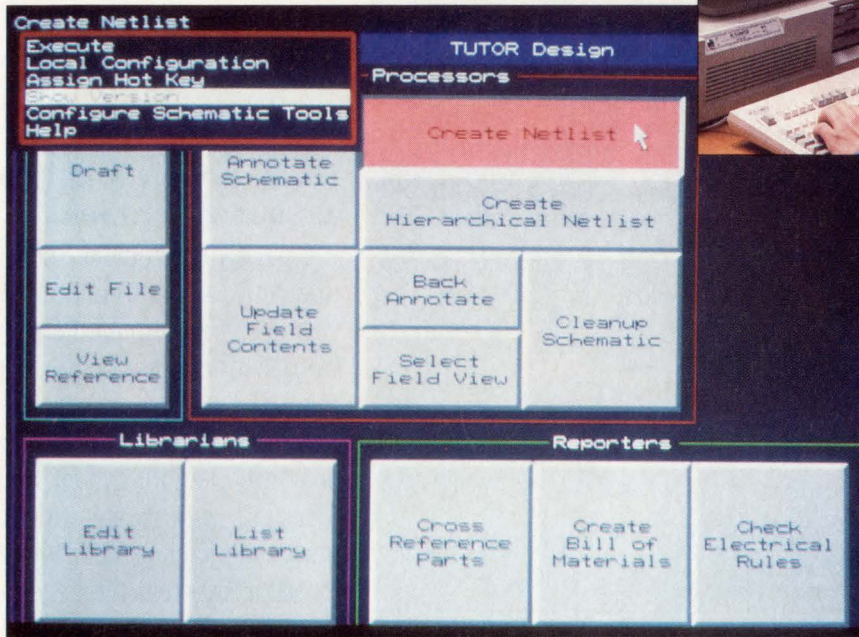 Create Netlist
Execute
Local Configuration
Assign Hot Key
Show Version
Configure Schematic Tools
Help
TUTOR Design
Processors
Create Netlist
Draft
Annotate
Schematic
Create
Hierarchical Netlist
Edit File
Update
Field
Contents
Back
Annotate
Cleanup
Schematic
View
Reference
Select
Field View
Librarians
Reporters
Edit
Library
List
Library
Cross
Reference
Parts
Create
Bill of
Materials
Check
Electrical
Rules